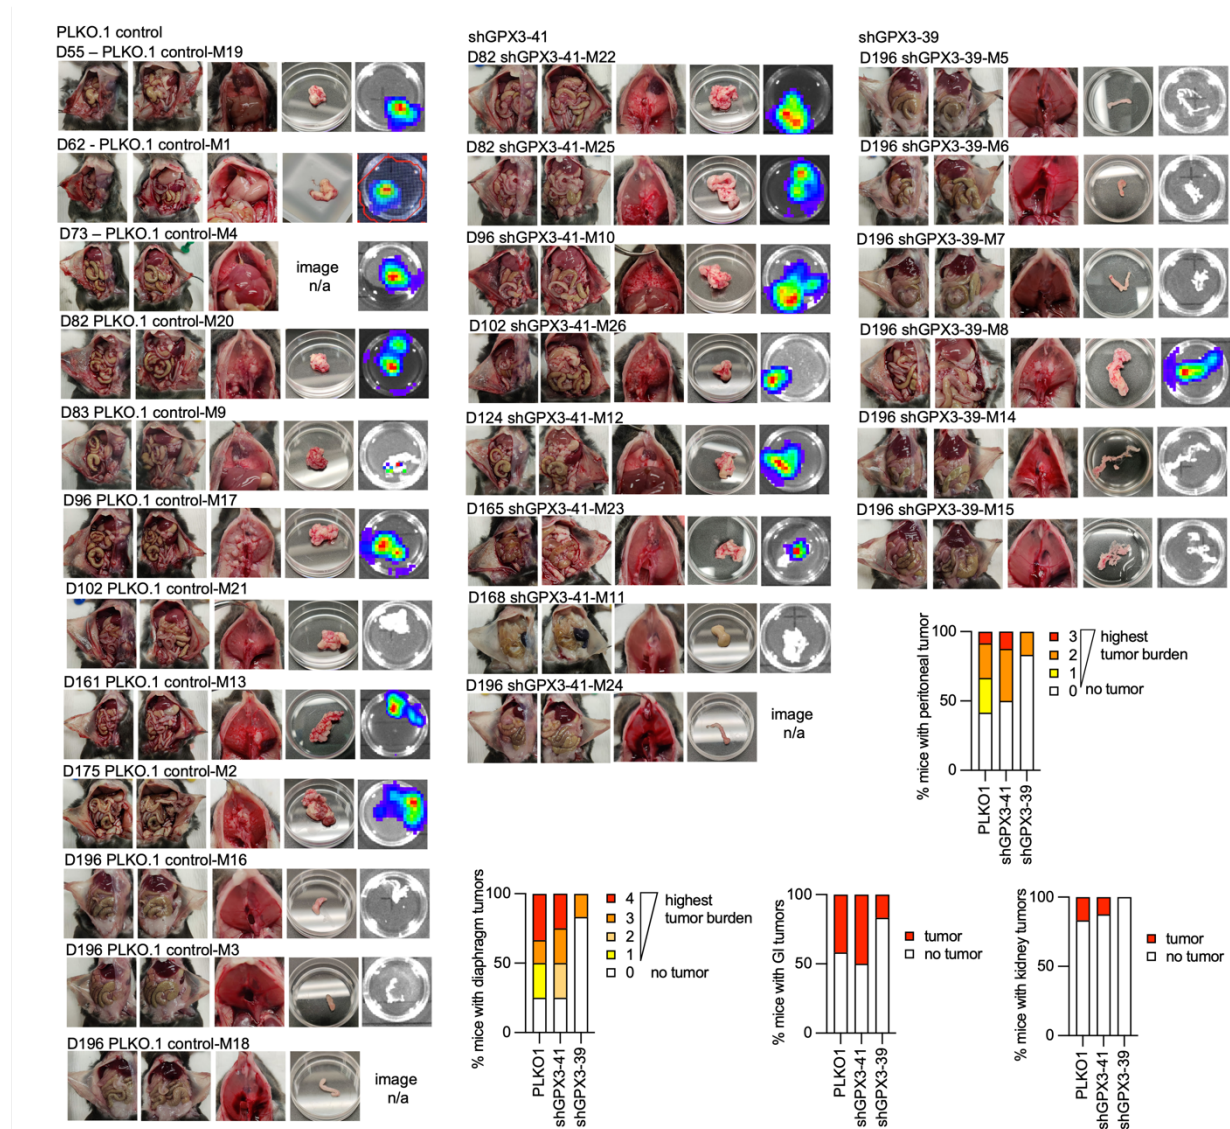 PLKO.1 control
D55 – PLKO.1 control-M19
D62 - PLKO.1 control-M1
D73 – PLKO.1 control-M4
image
n/a
D82 PLKO.1 control-M20
D83 PLKO.1 control-M9
D96 PLKO.1 control-M17
D102 PLKO.1 control-M21
D161 PLKO.1 control-M13
D175 PLKO.1 control-M2
D196 PLKO.1 control-M16
D196 PLKO.1 control-M3
D196 PLKO.1 control-M18
image
n/a
shGPX3-41
D82 shGPX3-41-M22
D82 shGPX3-41-M25
D96 shGPX3-41-M10
D102 shGPX3-41-M26
D124 shGPX3-41-M12
D165 shGPX3-41-M23
D168 shGPX3-41-M11
D196 shGPX3-41-M24
image
n/a
shGPX3-39
D196 shGPX3-39-M5
D196 shGPX3-39-M6
D196 shGPX3-39-M7
D196 shGPX3-39-M8
D196 shGPX3-39-M14
D196 shGPX3-39-M15
% mice with peritoneal tumor
100
50
0
PLKO1
shGPX3-41
shGPX3-39
3 highest
2 tumor burden
1
0 no tumor
% mice with diaphragm tumors
100
50
0
PLKO1
shGPX3-41
shGPX3-39
4 highest
3 tumor burden
2
1
0 no tumor
% mice with GI tumors
100
50
0
PLKO1
shGPX3-41
shGPX3-39
tumor
no tumor
% mice with kidney tumors
100
50
0
PLKO1
shGPX3-41
shGPX3-39
tumor
no tumor